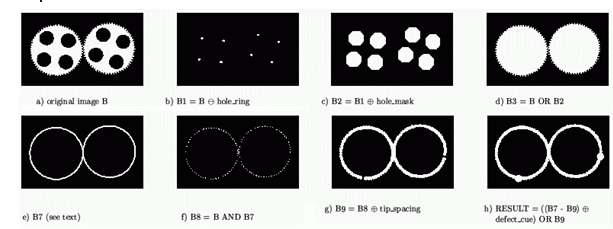 a) original image B
b) B1 = B ⊖ hole_ring
c) B2 = B1 ⊕ hole_mask
d) B3 = B OR B2
e) B7 (see text)
f) B8 = B AND B7
g) B9 = B8 ⊕ tip_spacing
h) RESULT = ((B7 - B9) ⊕
defect_cue) OR B9